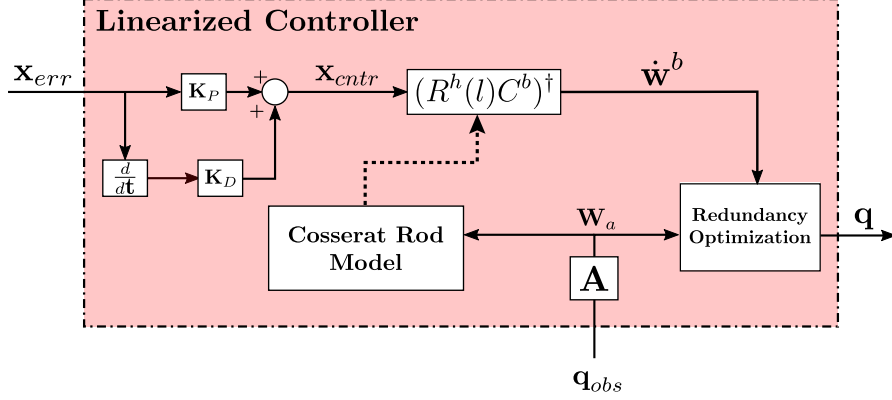 Linearized Controller
x_err
K_P
+
+
x_cntr
(R^h(l)C^b)^†
ẇ^b
d/dt
K_D
Cosserat Rod
Model
w_a
A
Redundancy
Optimization
q
q_obs